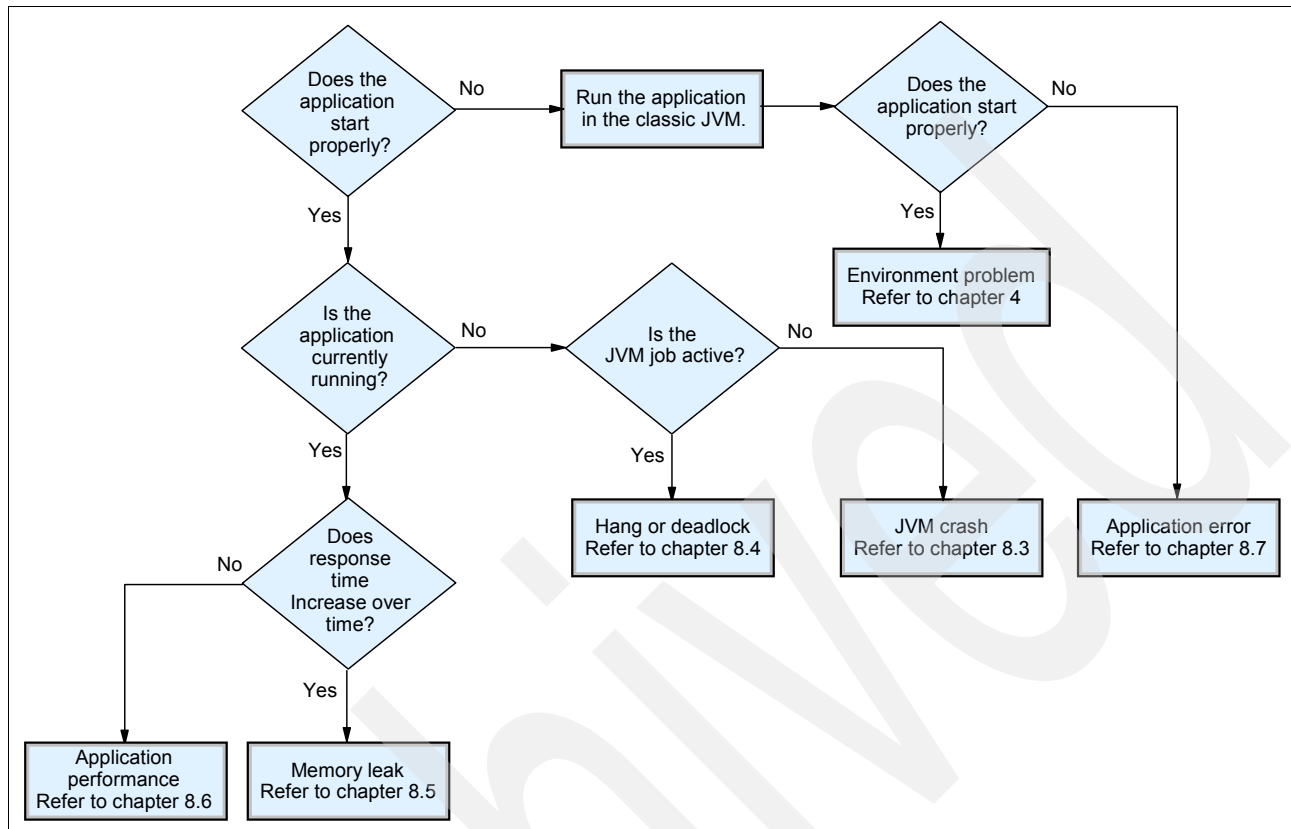 Does the
application
start
properly?
No
Run the application
in the classic JVM.
Does the
application start
properly?
No
Yes
Yes
Environment problem
Refer to chapter 4
Is the
application
currently
running?
No
Is the
JVM job active?
No
Yes
Yes
Hang or deadlock
Refer to chapter 8.4
JVM crash
Refer to chapter 8.3
Application error
Refer to chapter 8.7
Does
response
time
Increase over
time?
No
Yes
Application
performance
Refer to chapter 8.6
Memory leak
Refer to chapter 8.5
hived